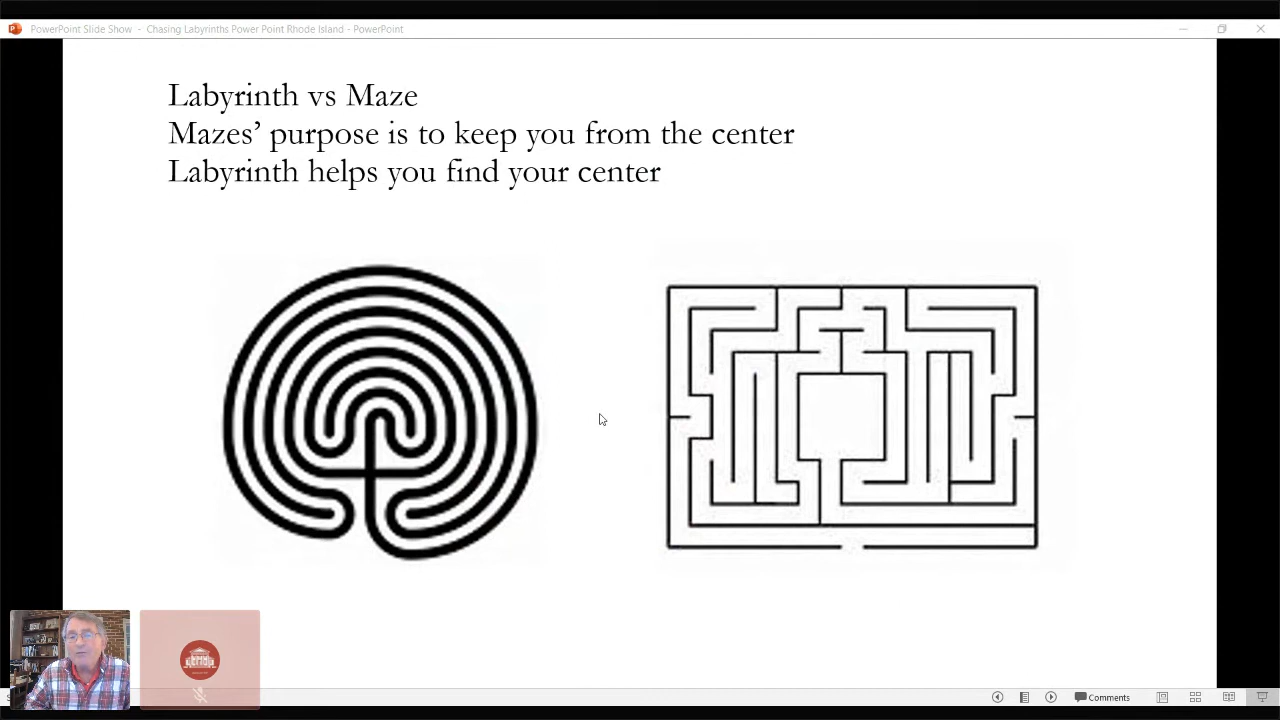 PowerPoint Slide Show - Chasing Labyrinths Power Point Rhode Island - PowerPoint
Labyrinth vs Maze
Mazes’ purpose is to keep you from the center
Labyrinth helps you find your center
Comments